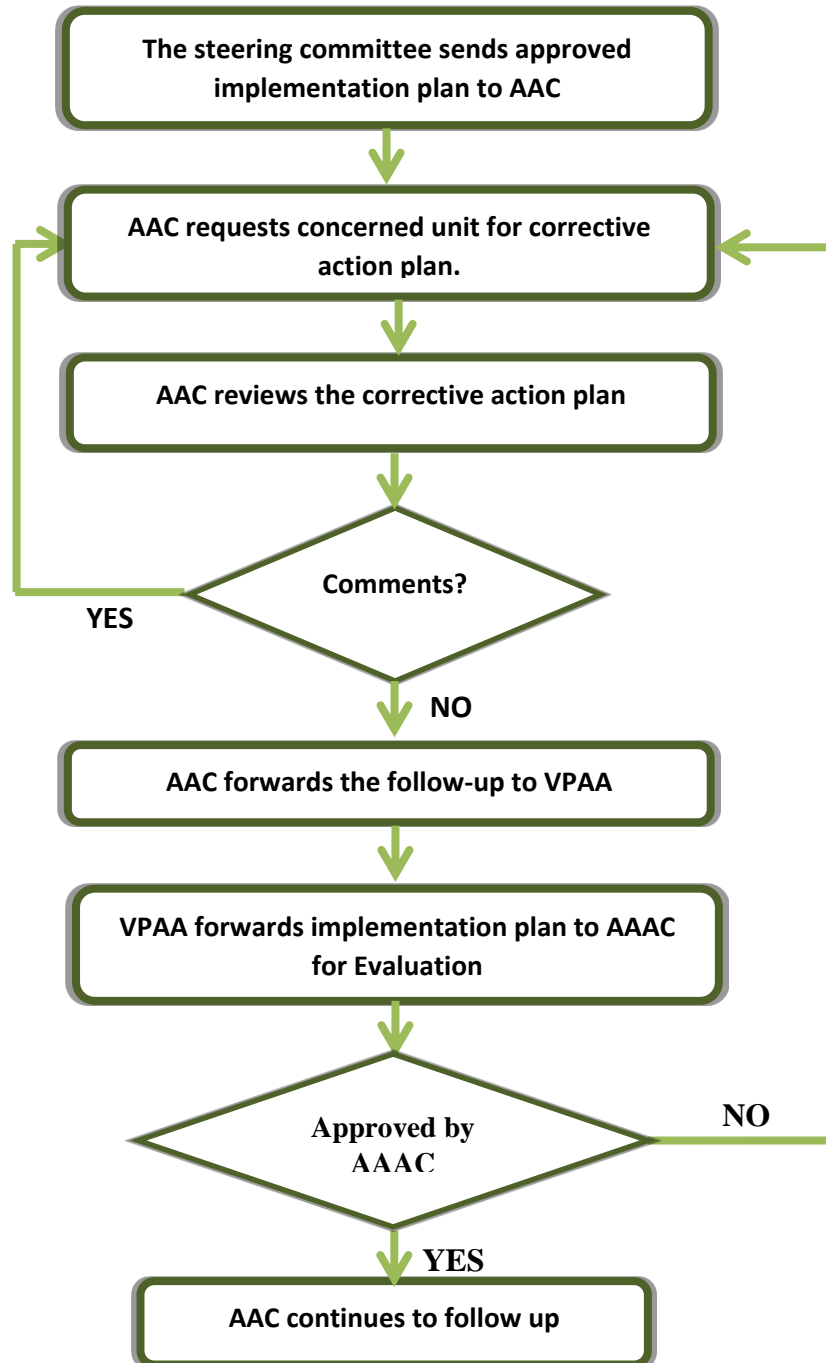 The steering committee sends approved
implementation plan to AAC
AAC requests concerned unit for corrective
action plan.
AAC reviews the corrective action plan
Comments?
YES
NO
AAC forwards the follow-up to VPAA
VPAA forwards implementation plan to AAAC
for Evaluation
Approved by
AAAC
NO
YES
AAC continues to follow up